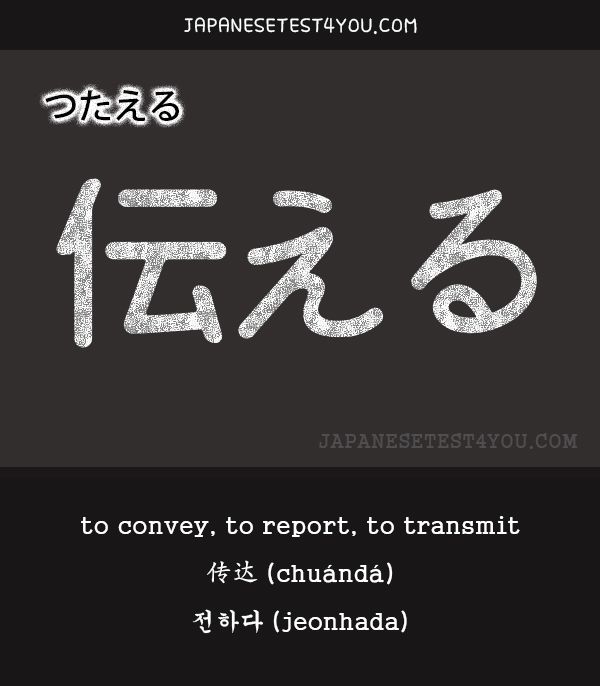 JAPANESETEST4YOU.COM
つたえる
伝える
JAPANESETEST4YOU.COM
to convey, to report, to transmit
传达 (chuándá)
전하다 (jeonhada)